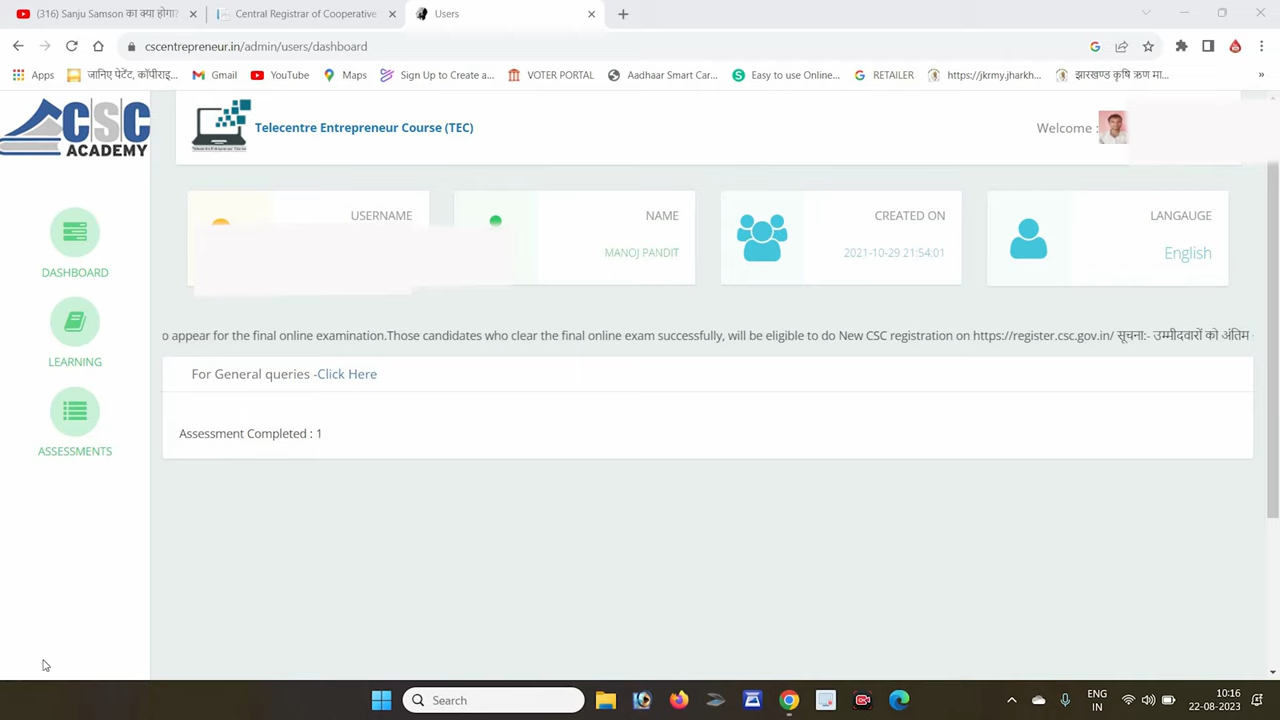 (316) Sanju Samson का क्या होगा?
Central Registrar of Cooperative
Users
cscentrepreneur.in/admin/users/dashboard
Apps
जानिए पेटेंट, कॉपीराइ...
Gmail
YouTube
Maps
Sign Up to Create a...
VOTER PORTAL
Aadhaar Smart Car...
Easy to use Online...
RETAILER
https://jkrmy.jharkh...
झारखण्ड कृषि ऋण मा...
»
CSC
ACADEMY
Telecentre Entrepreneur Course (TEC)
Welcome :
DASHBOARD
LEARNING
ASSESSMENTS
USERNAME
NAME
MANOJ PANDIT
CREATED ON
2021-10-29 21:54:01
LANGAUGE
English
o appear for the final online examination.Those candidates who clear the final online exam successfully, will be eligible to do New CSC registration on https://register.csc.gov.in/ सूचना:- उम्मीदवारों को अंतिम
For General queries -Click Here
Assessment Completed : 1
Search
ENG
IN
10:16
22-08-2023